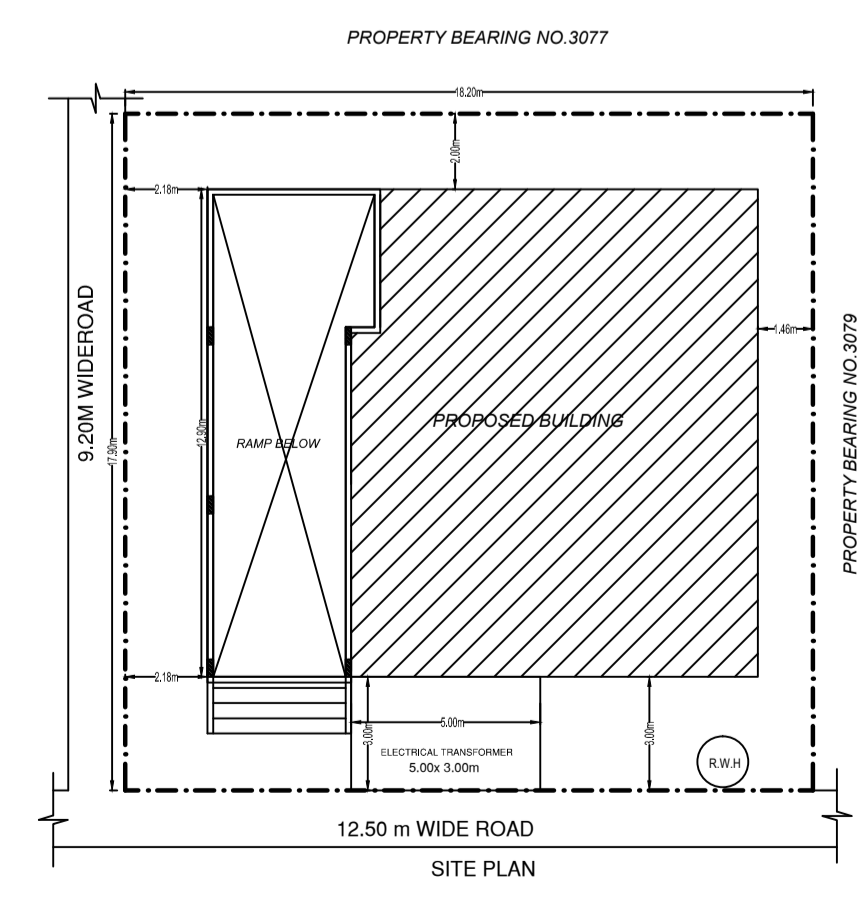 PROPERTY BEARING NO.3077
18.20m
2.00m
2.18m
9.20M WIDEROAD
17.90m
12.90m
RAMP BELOW
PROPOSED BUILDING
1.46m
PROPERTY BEARING NO.3079
2.18m
3.00m
5.00m
3.00m
ELECTRICAL TRANSFORMER
5.00x 3.00m
R.W.H
12.50 m WIDE ROAD
SITE PLAN